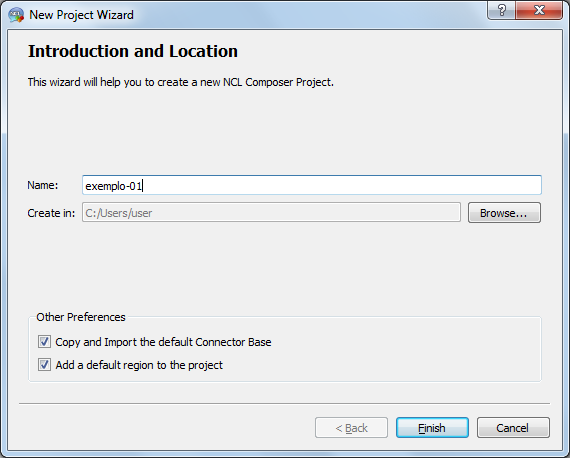 New Project Wizard
Introduction and Location
This wizard will help you to create a new NCL Composer Project.
Name: exemplo-01
Create in: C:/Users/user Browse...
Other Preferences
Copy and Import the default Connector Base
Add a default region to the project
< Back Finish Cancel